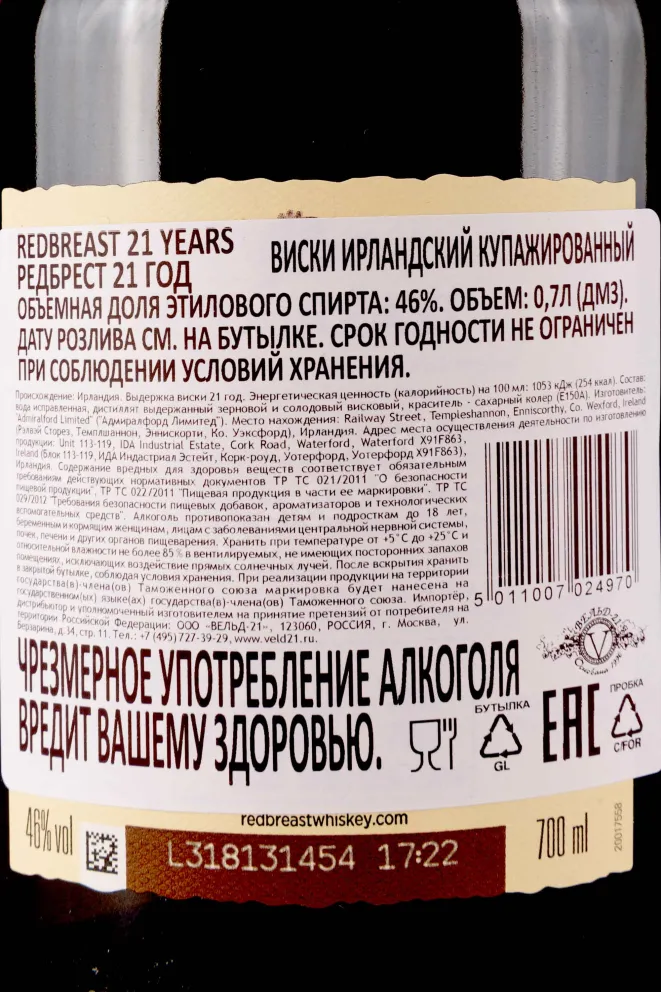 REDBREAST 21 YEARS
РЕДБРЕСТ 21 ГОД
ВИСКИ ИРЛАНДСКИЙ КУПАЖИРОВАННЫЙ
ОБЪЕМНАЯ ДОЛЯ ЭТИЛОВОГО СПИРТА: 46%. ОБЪЕМ: 0,7Л (ДМ3).
ДАТУ РОЗЛИВА СМ. НА БУТЫЛКЕ. СРОК ГОДНОСТИ НЕ ОГРАНИЧЕН
ПРИ СОБЛЮДЕНИИ УСЛОВИЙ ХРАНЕНИЯ.
Происхождение: Ирландия. Выдержка виски 21 год. Энергетическая ценность (калорийность) на 100 мл: 1053 кДж (254 ккал). Состав:
вода исправленная, дистиллят выдержанный зерновой и солодовый висковый, краситель - сахарный колер (Е150А). Изготовитель:
"Admiralford Limited" ("Адмиралфорд Лимитед"). Место нахождения: Railway Street, Templeshannon, Enniscorthy, Co. Wexford, Ireland
(Рэлвэй Сторез, Темплшаннон, Эннискорти, Ко. Уэксфорд), Ирландия. Адрес места осуществления деятельности по изготовлению
продукции: Unit 113-119, IDA Industrial Estate, Cork Road, Waterford, Waterford X91F863,
Ireland (Блок 113-119, ИДА Индастриал Эстейт, Корк-роуд, Уотерфорд, Уотерфорд X91F863),
Ирландия. Содержание вредных для здоровья веществ соответствует обязательным
требованиям действующих нормативных документов ТР ТС 021/2011 "О безопасности
пищевой продукции", ТР ТС 022/2011 "Пищевая продукция в части ее маркировки". ТР ТС
029/2012 "Требования безопасности пищевых добавок, ароматизаторов и технологических
вспомогательных средств". Алкоголь противопоказан детям и подросткам до 18 лет,
беременным и кормящим женщинам, лицам с заболеваниями центральной нервной системы,
почек, печени и других органов пищеварения. Хранить при температуре от +5°С до +25°С и
относительной влажности не более 85% в вентилируемых, не имеющих посторонних запахов
помещениях, исключающих воздействие прямых солнечных лучей. После вскрытия хранить
в закрытой бутылке, соблюдая условия хранения. При реализации продукции на территории
государства(в)-члена(ов) Таможенного союза маркировка будет нанесена на
государственном(ых) языке(ах) государства(в)-члена(ов) Таможенного союза. Импортёр,
дистрибьютор и уполномоченный изготовителем на принятие претензий от потребителя на
территории Российской Федерации: ООО «ВЕЛЬД-21», 123060, РОССИЯ, г. Москва, ул.
Берзарина, д.34, стр. 11. Тел.: +7 (495) 727-39-29, www.veld21.ru.
5 011007 024970
ВЕЛЬД-21
V
Основана 1996
ЧРЕЗМЕРНОЕ УПОТРЕБЛЕНИЕ АЛКОГОЛЯ
ВРЕДИТ ВАШЕМУ ЗДОРОВЬЮ.
БУТЫЛКА
GL
EAC
ПРОБКА
C/FOR
redbreastwhiskey.com
46% vol
L318131454 17:22
700 ml
20017558